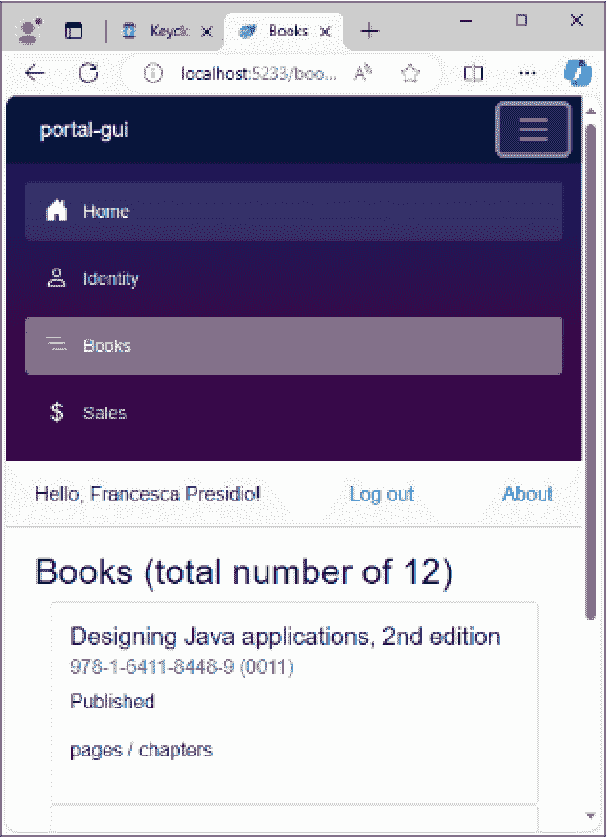 Keycl Books
localhost:5233/boo...
portal-gui
Home
Identity
Books
$ Sales
Hello, Francesca Presidio! Log out About
Books (total number of 12)
Designing Java applications, 2nd edition
978-1-6411-8448-9 (0011)
Published
pages / chapters